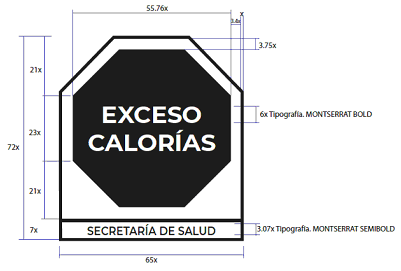 55.76x
x
3.4x
3.75x
21x
EXCESO
CALORÍAS
6x Tipografía. MONTSERRAT BOLD
23x
72x
21x
7x
SECRETARÍA DE SALUD
3.07x Tipografía. MONTSERRAT SEMIBOLD
65x